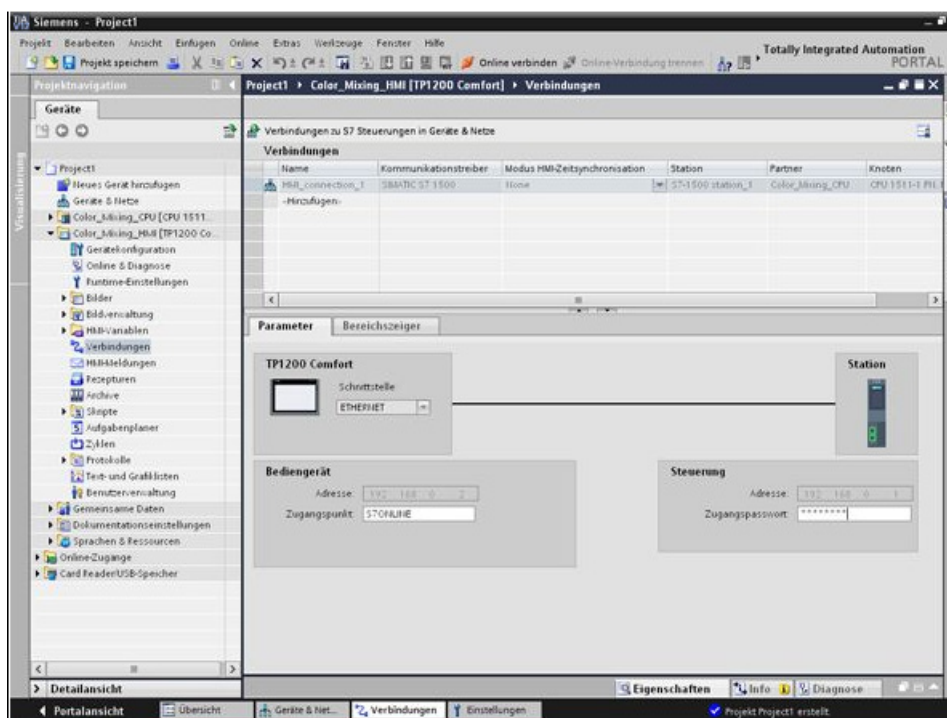 Siemens - Project1
Projekt Bearbeiten Ansicht Einfügen Online Extras Werkzeuge Fenster Hilfe
Totally Integrated Automation
PORTAL
Projekt speichern
Online verbinden
Online-Verbindung trennen
Projektnavigation
Project1 Color_Mixing_HMI [TP1200 Comfort] Verbindungen
Geräte
Visualisierung
Verbindungen zu S7 Steuerungen in Geräte & Netze
Verbindungen
Name Kommunikationstreiber Modus HMI-Zeitsynchronisation Station Partner Knoten
HMI_connection_1 SIMATIC S7 1500 None S7-1500 station_1 Color_Mixing_CPU CPU 1511-1 PN,
<Hinzufügen>
Project1
Neues Gerät hinzufügen
Geräte & Netze
Color_Mixing_CPU [CPU 1511...
Color_Mixing_HMI [TP1200 Co...
Gerätekonfiguration
Online & Diagnose
Runtime-Einstellungen
Bilder
Bildverwaltung
HMI-Variablen
Verbindungen
HMI-Meldungen
Rezepturen
Archive
Skripte
Aufgabenplaner
Zyklen
Protokolle
Text- und Grafiklisten
Benutzerverwaltung
Gemeinsame Daten
Dokumentationseinstellungen
Sprachen & Ressourcen
Online-Zugänge
Card Reader/USB-Speicher
Parameter Bereichszeiger
TP1200 Comfort
Station
Schnittstelle
ETHERNET
Bediengerät
Adresse: 192 168 0 2
Zugangspunkt: S7ONLINE
Steuerung
Adresse: 192 168 0 1
Zugangspasswort: ********
Detailansicht
Eigenschaften Info Diagnose
Portalansicht Übersicht Geräte & Net... Verbindungen Einstellungen Projekt Project1 erstellt.